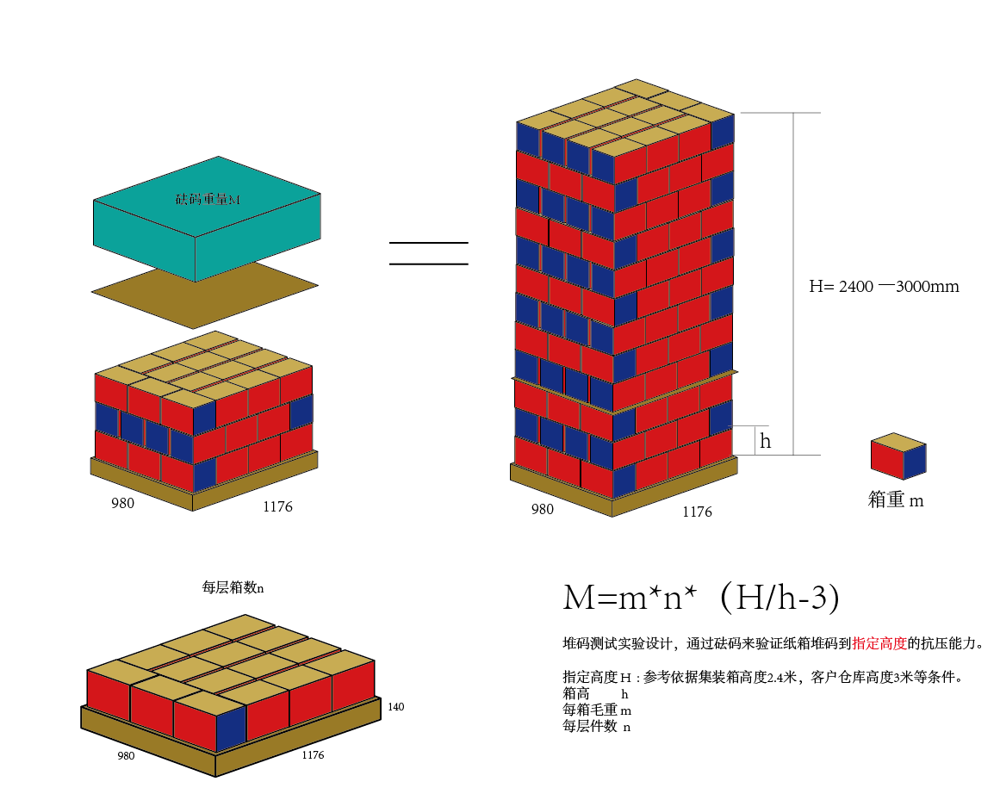 砝码重量M
H= 2400 —3000mm
h
980
1176
980
1176
箱重 m
每层箱数n
140
980
1176
M=m*n*（H/h-3）
堆码测试实验设计，通过砝码来验证纸箱堆码到指定高度的抗压能力。
指定高度 H：参考依据集装箱高度2.4米，客户仓库高度3米等条件。
箱高 h
每箱毛重 m
每层件数 n